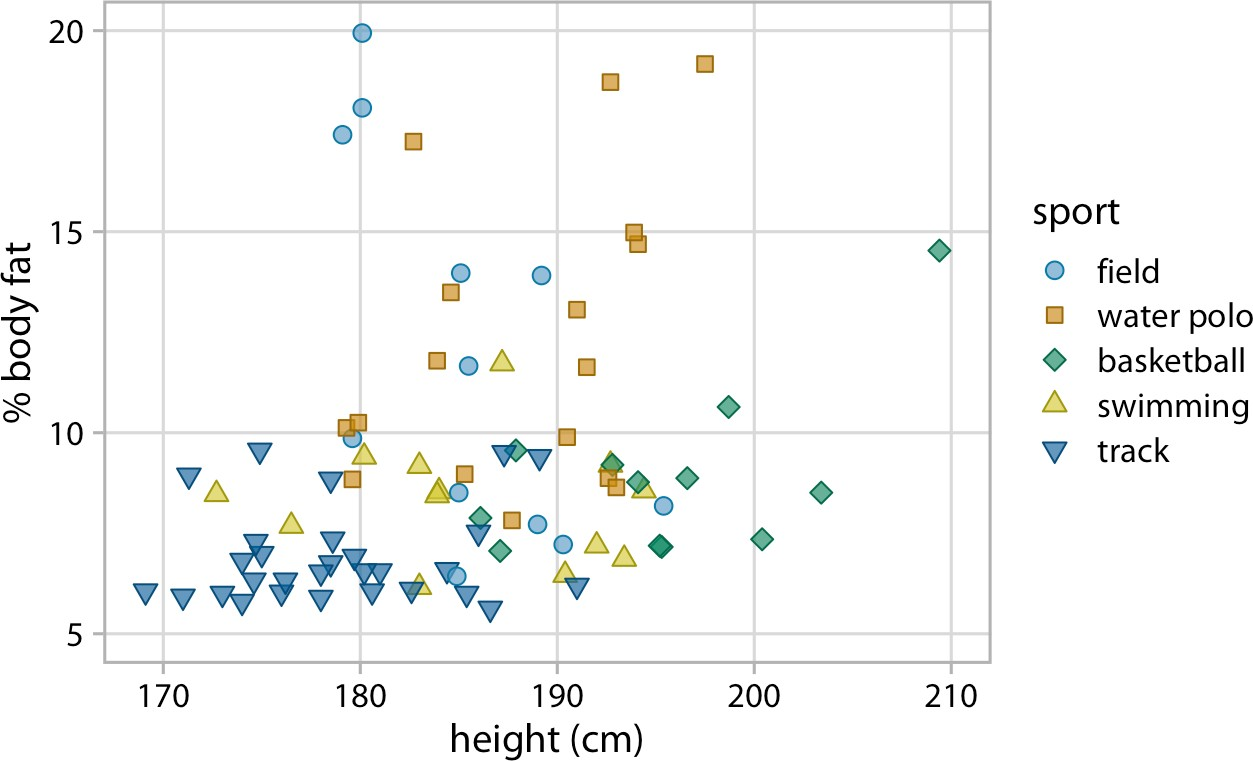 20
15
10
5
% body fat
170 180 190 200 210
height (cm)
sport
field
water polo
basketball
swimming
track